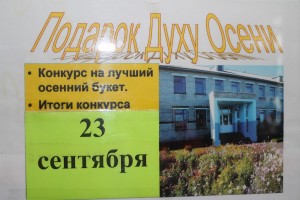 Подарок Духу Осени
• Конкурс на лучший
осенний букет.
• Итоги конкурса
23
сентября